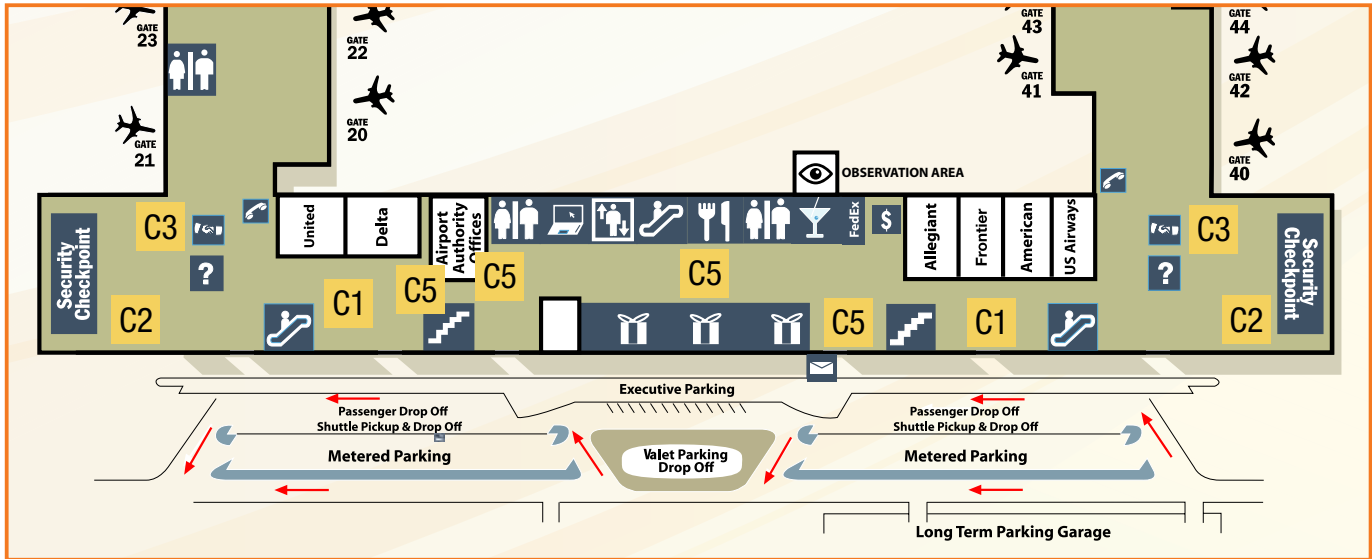 GATE
23
GATE
22
GATE
43
GATE
44
GATE
41
GATE
42
GATE
21
GATE
20
GATE
40
OBSERVATION AREA
C3
United
Delta
Airport
Authority
Offices
FedEx
$
Allegiant
Frontier
American
US Airways
C3
Security
Checkpoint
?
C5
C5
C5
?
Security
Checkpoint
C2
C1
C5
C1
C2
Executive Parking
Passenger Drop Off
Shuttle Pickup & Drop Off
Passenger Drop Off
Shuttle Pickup & Drop Off
Metered Parking
Valet Parking
Drop Off
Metered Parking
Long Term Parking Garage